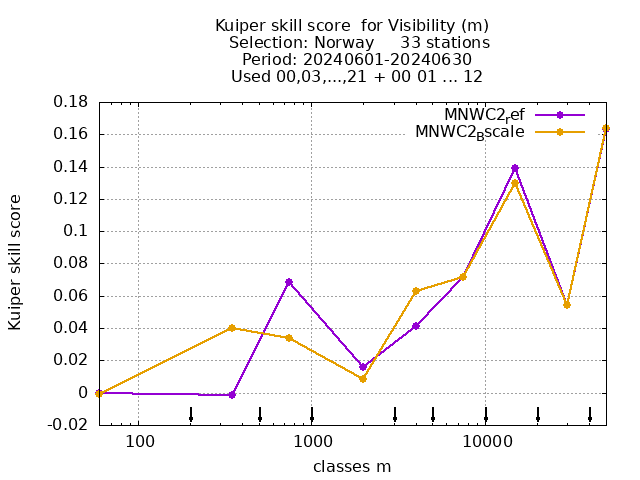 Kuiper skill score for Visibility (m)
Selection: Norway 33 stations
Period: 20240601-20240630
Used 00,03,...,21 + 00 01 ... 12
MNWC2ref
MNWC2Bscale
0.18
0.16
0.14
0.12
0.1
0.08
0.06
0.04
0.02
0
-0.02
Kuiper skill score
100 1000 10000
classes m